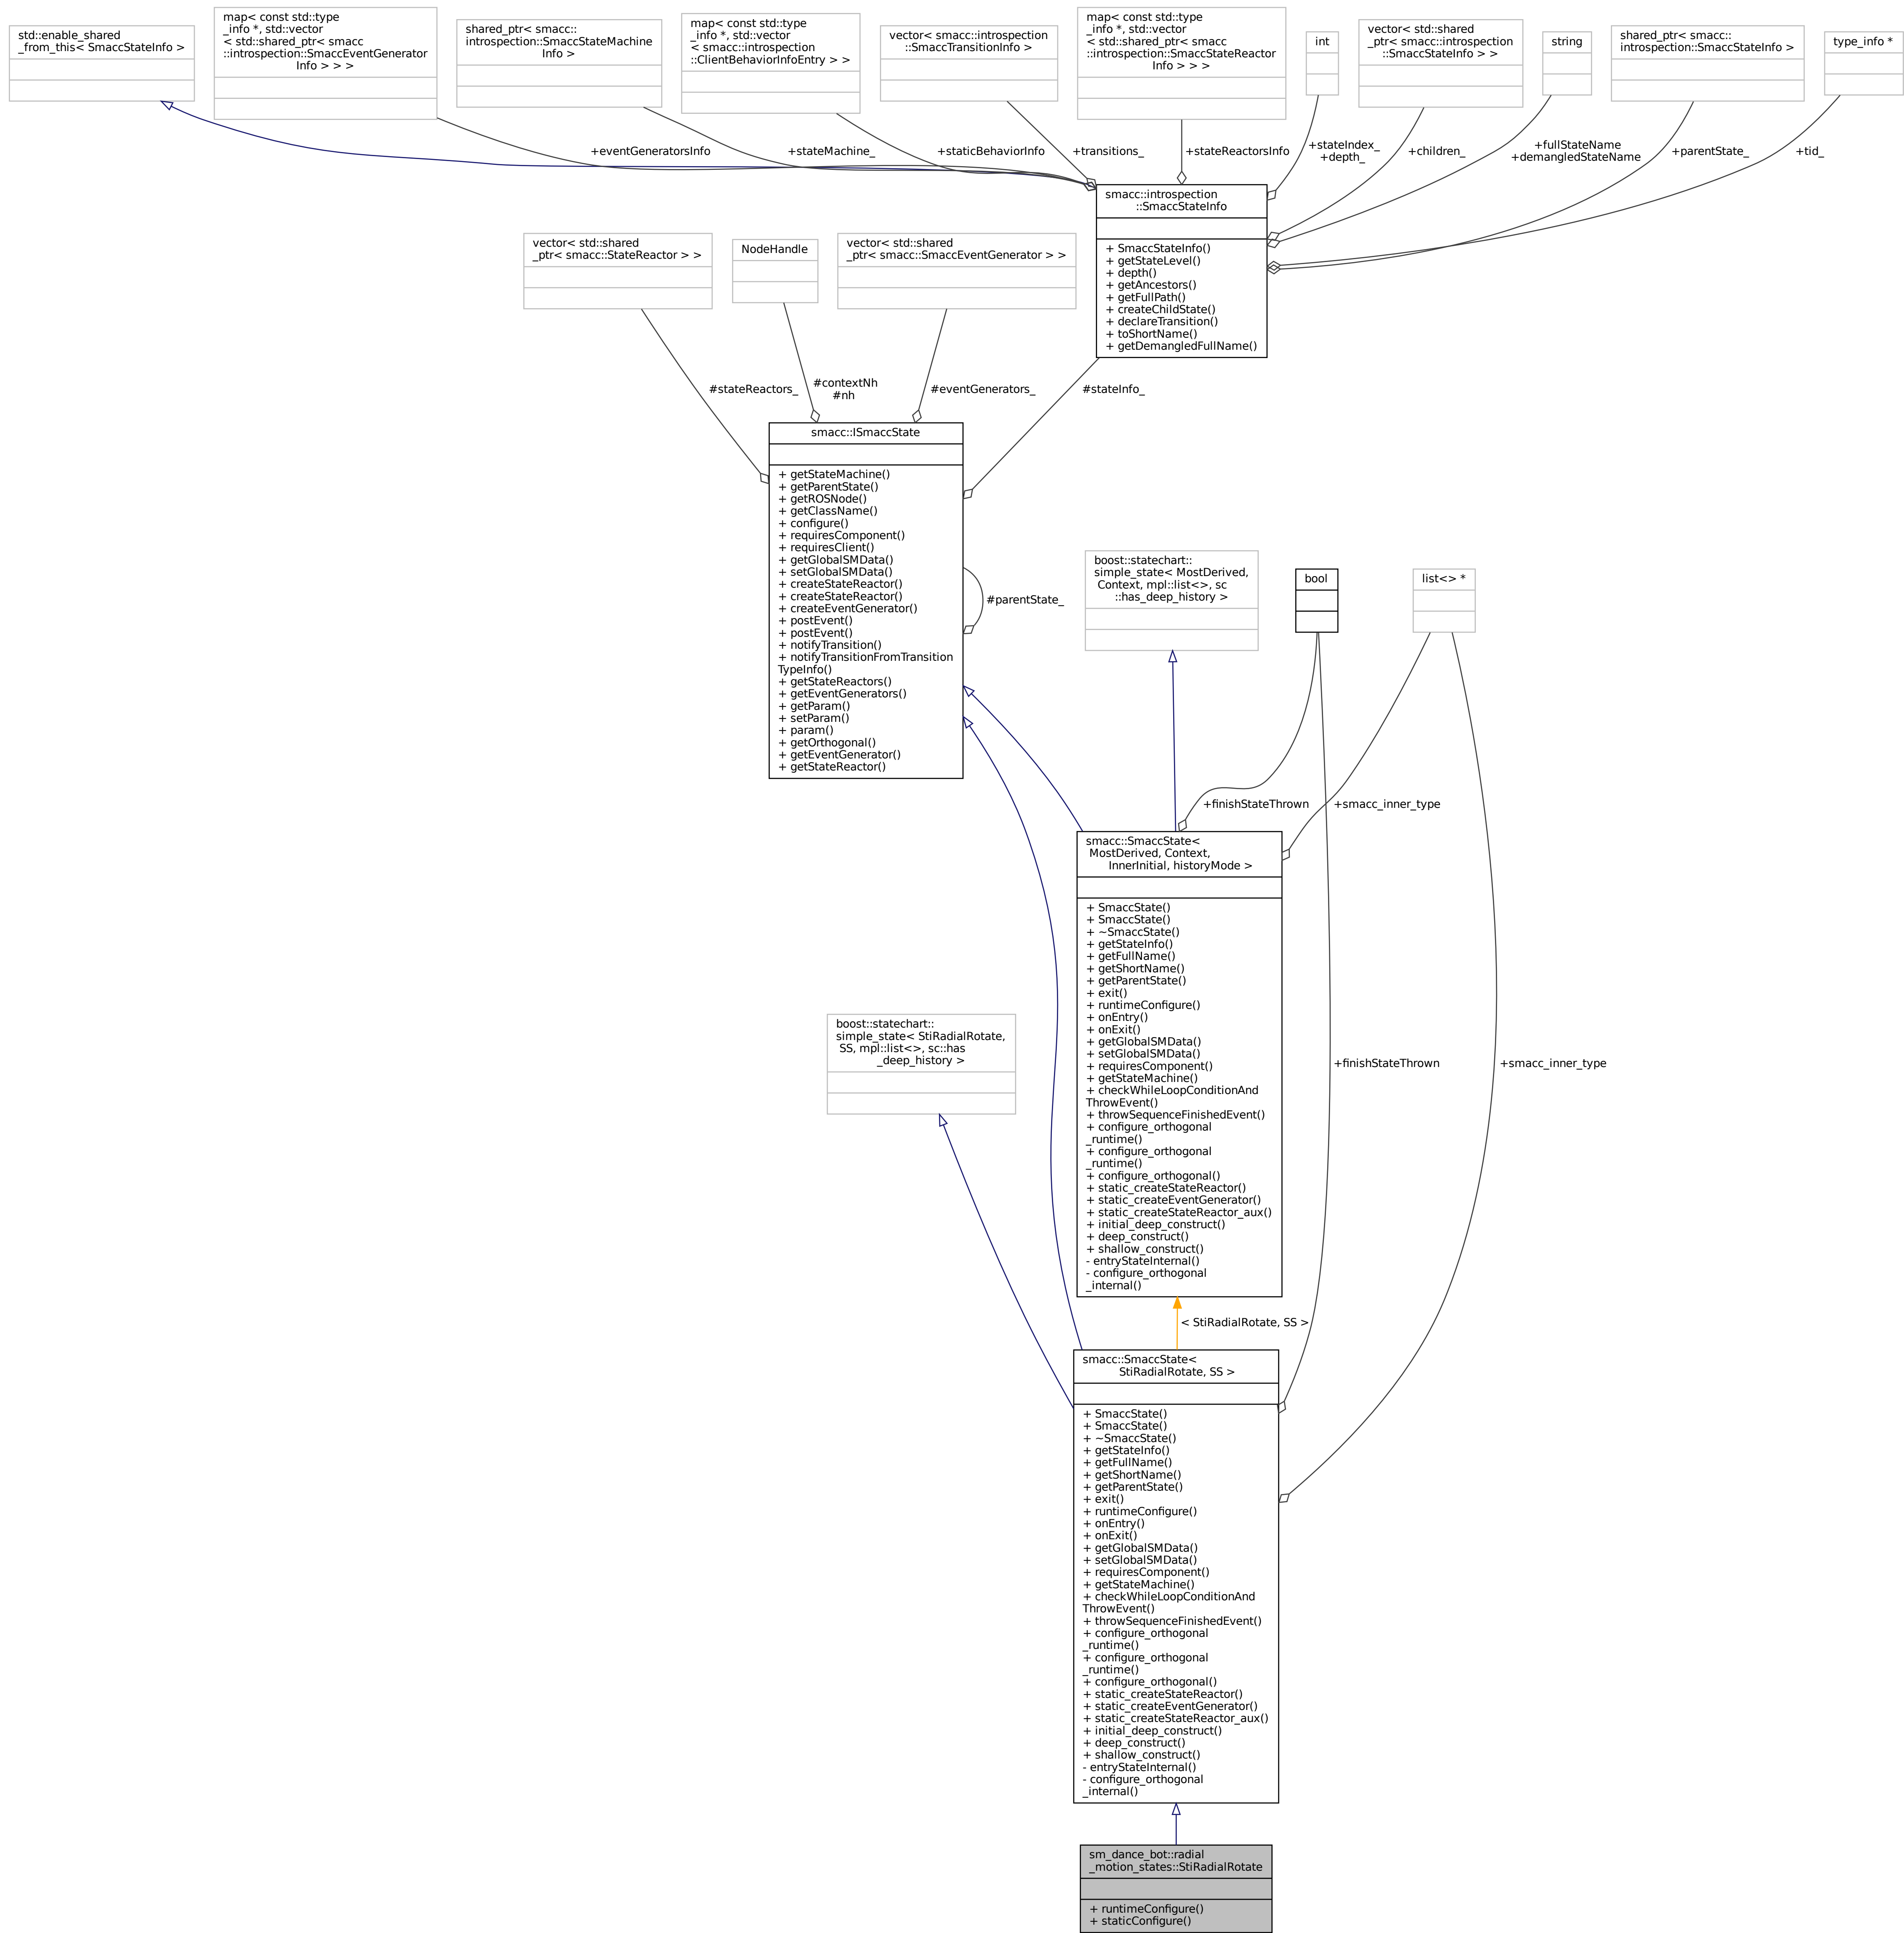 std::enable_shared
_from_this< SmaccStateInfo >
map< const std::type
_info *, std::vector
< std::shared_ptr< smacc
::introspection::SmaccEventGenerator
Info > > >
shared_ptr< smacc::
introspection::SmaccStateMachine
Info >
map< const std::type
_info *, std::vector
< smacc::introspection
::ClientBehaviorInfoEntry > >
vector< smacc::introspection
::SmaccTransitionInfo >
map< const std::type
_info *, std::vector
< std::shared_ptr< smacc
::introspection::SmaccStateReactor
Info > > >
int
vector< std::shared
_ptr< smacc::introspection
::SmaccStateInfo > >
string
shared_ptr< smacc::
introspection::SmaccStateInfo >
type_info *
+eventGeneratorsInfo
+stateMachine_
+staticBehaviorInfo
+transitions_
+stateReactorsInfo
+stateIndex_
+depth_
+children_
+fullStateName
+demangledStateName
+parentState_
+tid_
smacc::introspection
::SmaccStateInfo
+ SmaccStateInfo()
+ getStateLevel()
+ depth()
+ getAncestors()
+ getFullPath()
+ createChildState()
+ declareTransition()
+ toShortName()
+ getDemangledFullName()
vector< std::shared
_ptr< smacc::StateReactor > >
NodeHandle
vector< std::shared
_ptr< smacc::SmaccEventGenerator > >
#stateReactors_
#contextNh
#nh
#eventGenerators_
#stateInfo_
smacc::ISmaccState
+ getStateMachine()
+ getParentState()
+ getROSNode()
+ getClassName()
+ configure()
+ requiresComponent()
+ requiresClient()
+ getGlobalSMData()
+ setGlobalSMData()
+ createStateReactor()
+ createStateReactor()
+ createEventGenerator()
+ postEvent()
+ postEvent()
+ notifyTransition()
+ notifyTransitionFromTransition
TypeInfo()
+ getStateReactors()
+ getEventGenerators()
+ getParam()
+ setParam()
+ param()
+ getOrthogonal()
+ getEventGenerator()
+ getStateReactor()
#parentState_
boost::statechart::
simple_state< MostDerived,
Context, mpl::list<>, sc
::has_deep_history >
bool
list<> *
+finishStateThrown
+smacc_inner_type
smacc::SmaccState<
MostDerived, Context,
InnerInitial, historyMode >
+ SmaccState()
+ SmaccState()
+ ~SmaccState()
+ getStateInfo()
+ getFullName()
+ getShortName()
+ getParentState()
+ exit()
+ runtimeConfigure()
+ onEntry()
+ onExit()
+ getGlobalSMData()
+ setGlobalSMData()
+ requiresComponent()
+ getStateMachine()
+ checkWhileLoopConditionAnd
ThrowEvent()
+ throwSequenceFinishedEvent()
+ configure_orthogonal
_runtime()
+ configure_orthogonal
_runtime()
+ configure_orthogonal()
+ static_createStateReactor()
+ static_createEventGenerator()
+ static_createStateReactor_aux()
+ initial_deep_construct()
+ deep_construct()
+ shallow_construct()
- entryStateInternal()
- configure_orthogonal
_internal()
boost::statechart::
simple_state< StiRadialRotate,
SS, mpl::list<>, sc::has
_deep_history >
+finishStateThrown
+smacc_inner_type
< StiRadialRotate, SS >
smacc::SmaccState<
StiRadialRotate, SS >
+ SmaccState()
+ SmaccState()
+ ~SmaccState()
+ getStateInfo()
+ getFullName()
+ getShortName()
+ getParentState()
+ exit()
+ runtimeConfigure()
+ onEntry()
+ onExit()
+ getGlobalSMData()
+ setGlobalSMData()
+ requiresComponent()
+ getStateMachine()
+ checkWhileLoopConditionAnd
ThrowEvent()
+ throwSequenceFinishedEvent()
+ configure_orthogonal
_runtime()
+ configure_orthogonal
_runtime()
+ configure_orthogonal()
+ static_createStateReactor()
+ static_createEventGenerator()
+ static_createStateReactor_aux()
+ initial_deep_construct()
+ deep_construct()
+ shallow_construct()
- entryStateInternal()
- configure_orthogonal
_internal()
sm_dance_bot::radial
_motion_states::StiRadialRotate
+ runtimeConfigure()
+ staticConfigure()